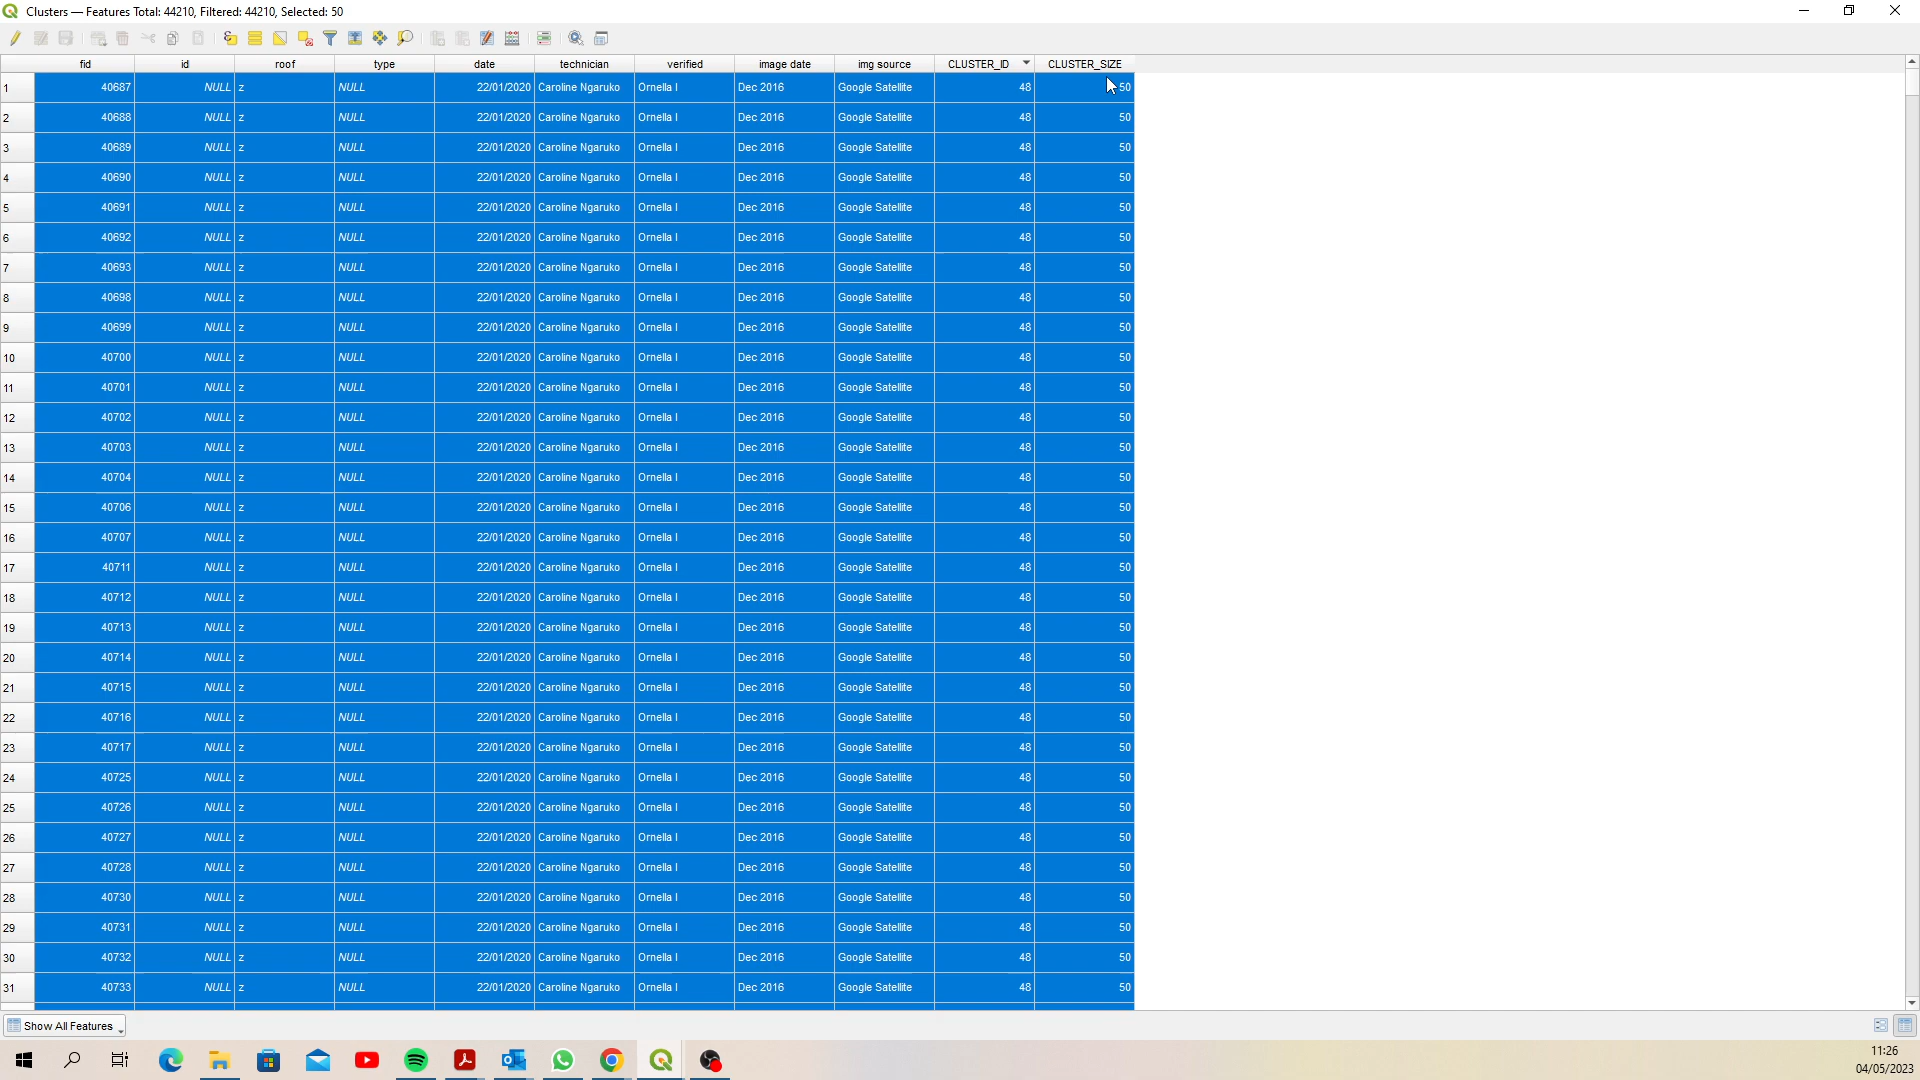 Clusters — Features Total: 44210, Filtered: 44210, Selected: 50
fid id roof type date technician verified image date img source CLUSTER_ID CLUSTER_SIZE
1 40687 NULL z NULL 22/01/2020 Caroline Ngaruko Ornella I Dec 2016 Google Satellite 48 50
2 40688 NULL z NULL 22/01/2020 Caroline Ngaruko Ornella I Dec 2016 Google Satellite 48 50
3 40689 NULL z NULL 22/01/2020 Caroline Ngaruko Ornella I Dec 2016 Google Satellite 48 50
4 40690 NULL z NULL 22/01/2020 Caroline Ngaruko Ornella I Dec 2016 Google Satellite 48 50
5 40691 NULL z NULL 22/01/2020 Caroline Ngaruko Ornella I Dec 2016 Google Satellite 48 50
6 40692 NULL z NULL 22/01/2020 Caroline Ngaruko Ornella I Dec 2016 Google Satellite 48 50
7 40693 NULL z NULL 22/01/2020 Caroline Ngaruko Ornella I Dec 2016 Google Satellite 48 50
8 40698 NULL z NULL 22/01/2020 Caroline Ngaruko Ornella I Dec 2016 Google Satellite 48 50
9 40699 NULL z NULL 22/01/2020 Caroline Ngaruko Ornella I Dec 2016 Google Satellite 48 50
10 40700 NULL z NULL 22/01/2020 Caroline Ngaruko Ornella I Dec 2016 Google Satellite 48 50
11 40701 NULL z NULL 22/01/2020 Caroline Ngaruko Ornella I Dec 2016 Google Satellite 48 50
12 40702 NULL z NULL 22/01/2020 Caroline Ngaruko Ornella I Dec 2016 Google Satellite 48 50
13 40703 NULL z NULL 22/01/2020 Caroline Ngaruko Ornella I Dec 2016 Google Satellite 48 50
14 40704 NULL z NULL 22/01/2020 Caroline Ngaruko Ornella I Dec 2016 Google Satellite 48 50
15 40706 NULL z NULL 22/01/2020 Caroline Ngaruko Ornella I Dec 2016 Google Satellite 48 50
16 40707 NULL z NULL 22/01/2020 Caroline Ngaruko Ornella I Dec 2016 Google Satellite 48 50
17 40711 NULL z NULL 22/01/2020 Caroline Ngaruko Ornella I Dec 2016 Google Satellite 48 50
18 40712 NULL z NULL 22/01/2020 Caroline Ngaruko Ornella I Dec 2016 Google Satellite 48 50
19 40713 NULL z NULL 22/01/2020 Caroline Ngaruko Ornella I Dec 2016 Google Satellite 48 50
20 40714 NULL z NULL 22/01/2020 Caroline Ngaruko Ornella I Dec 2016 Google Satellite 48 50
21 40715 NULL z NULL 22/01/2020 Caroline Ngaruko Ornella I Dec 2016 Google Satellite 48 50
22 40716 NULL z NULL 22/01/2020 Caroline Ngaruko Ornella I Dec 2016 Google Satellite 48 50
23 40717 NULL z NULL 22/01/2020 Caroline Ngaruko Ornella I Dec 2016 Google Satellite 48 50
24 40725 NULL z NULL 22/01/2020 Caroline Ngaruko Ornella I Dec 2016 Google Satellite 48 50
25 40726 NULL z NULL 22/01/2020 Caroline Ngaruko Ornella I Dec 2016 Google Satellite 48 50
26 40727 NULL z NULL 22/01/2020 Caroline Ngaruko Ornella I Dec 2016 Google Satellite 48 50
27 40728 NULL z NULL 22/01/2020 Caroline Ngaruko Ornella I Dec 2016 Google Satellite 48 50
28 40730 NULL z NULL 22/01/2020 Caroline Ngaruko Ornella I Dec 2016 Google Satellite 48 50
29 40731 NULL z NULL 22/01/2020 Caroline Ngaruko Ornella I Dec 2016 Google Satellite 48 50
30 40732 NULL z NULL 22/01/2020 Caroline Ngaruko Ornella I Dec 2016 Google Satellite 48 50
31 40733 NULL z NULL 22/01/2020 Caroline Ngaruko Ornella I Dec 2016 Google Satellite 48 50
Show All Features
11:26
04/05/2023